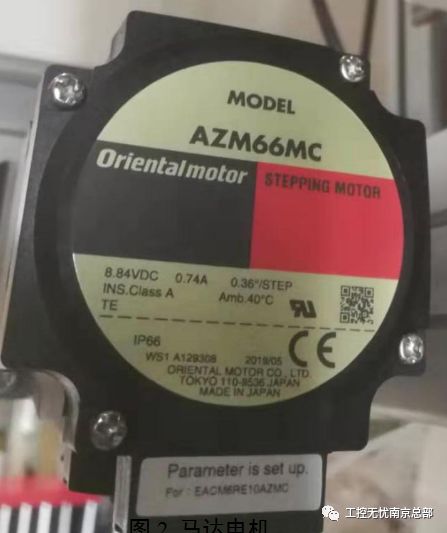 MODEL
AZM66MC
Orientalmotor STEPPING MOTOR
8.84VDC 0.74A 0.36°/STEP
INS.Class A Amb.40°C
TE
IP66
WS1 A129308 2019/05
ORIENTAL MOTOR CO., LTD.
TOKYO 110-8536 JAPAN
MADE IN JAPAN
Parameter is set up.
For : EACM6RE10AZMC
工控无忧南京总部
图 2 马达电机